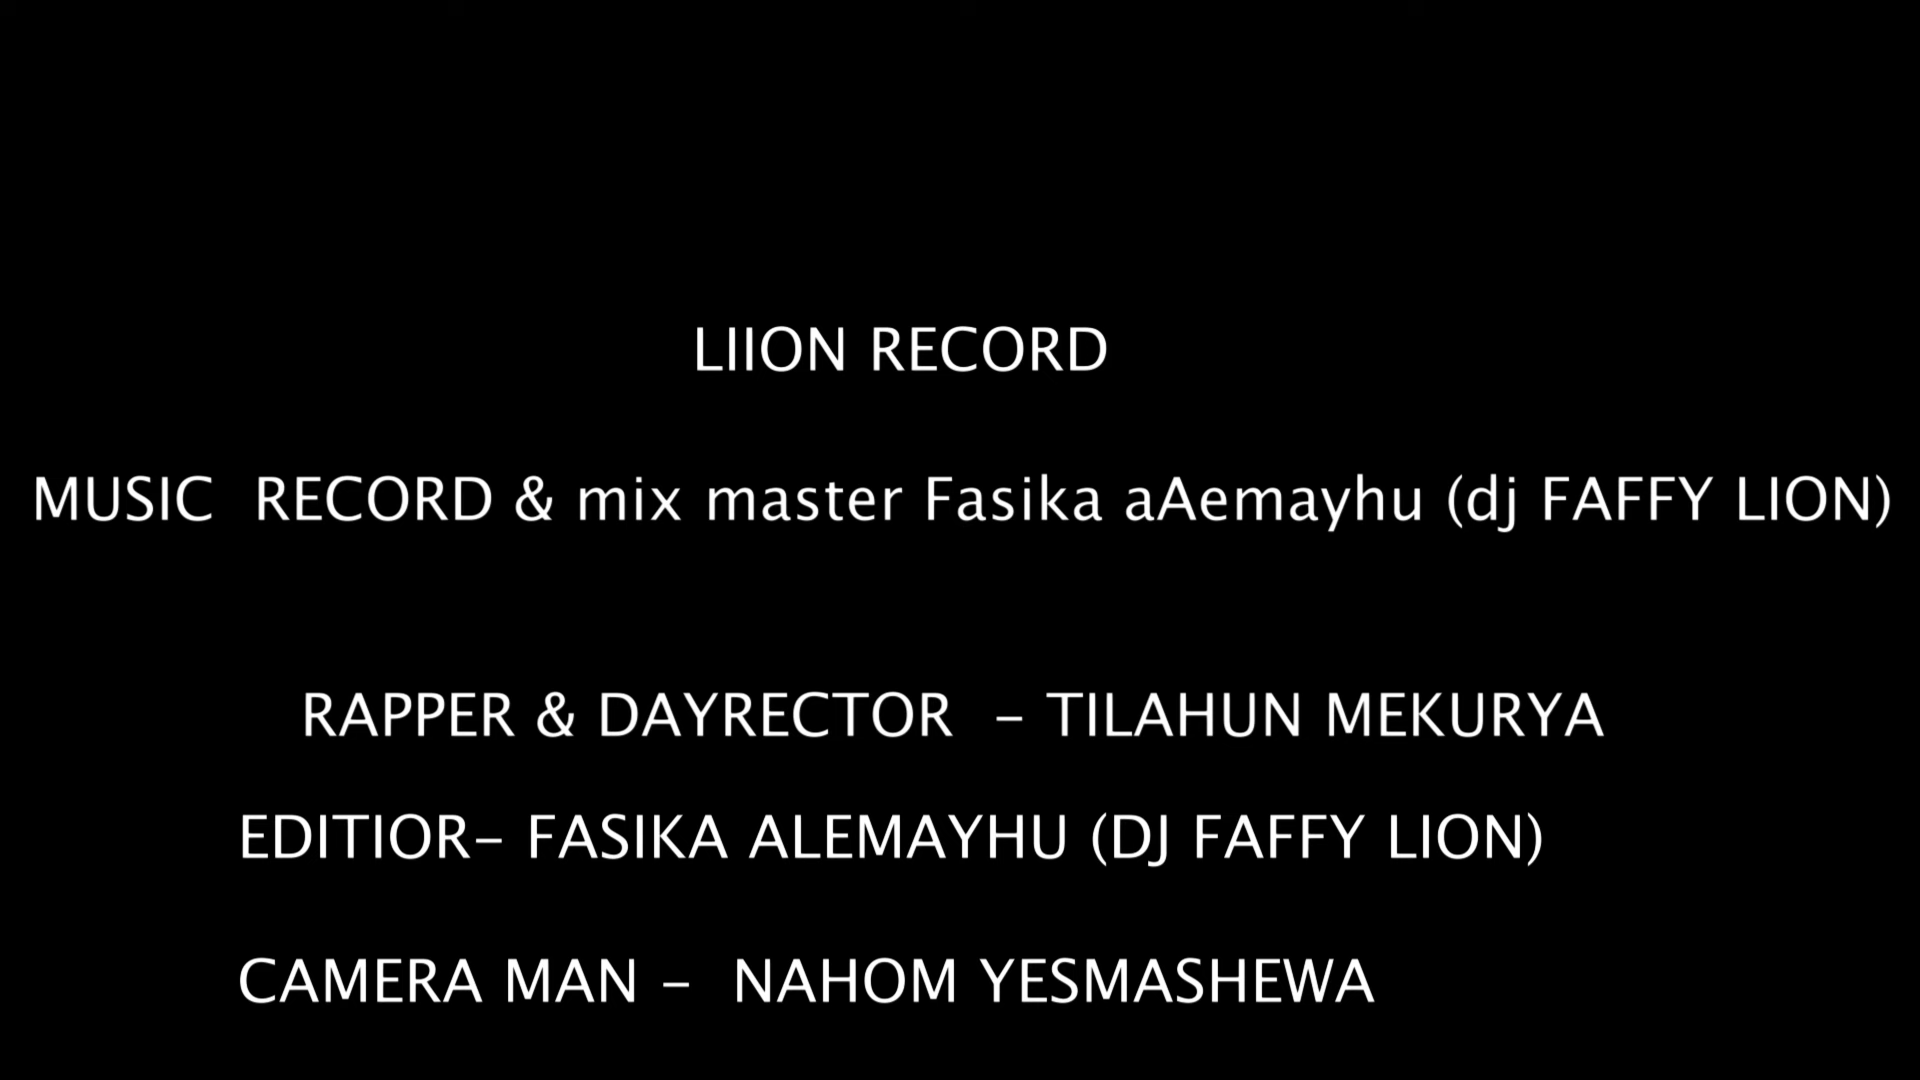 LIION RECORD
MUSIC  RECORD & mix master Fasika aAemayhu (dj FAFFY LION)
RAPPER & DAYRECTOR  - TILAHUN MEKURYA
EDITIOR- FASIKA ALEMAYHU (DJ FAFFY LION)
CAMERA MAN -  NAHOM YESMASHEWA